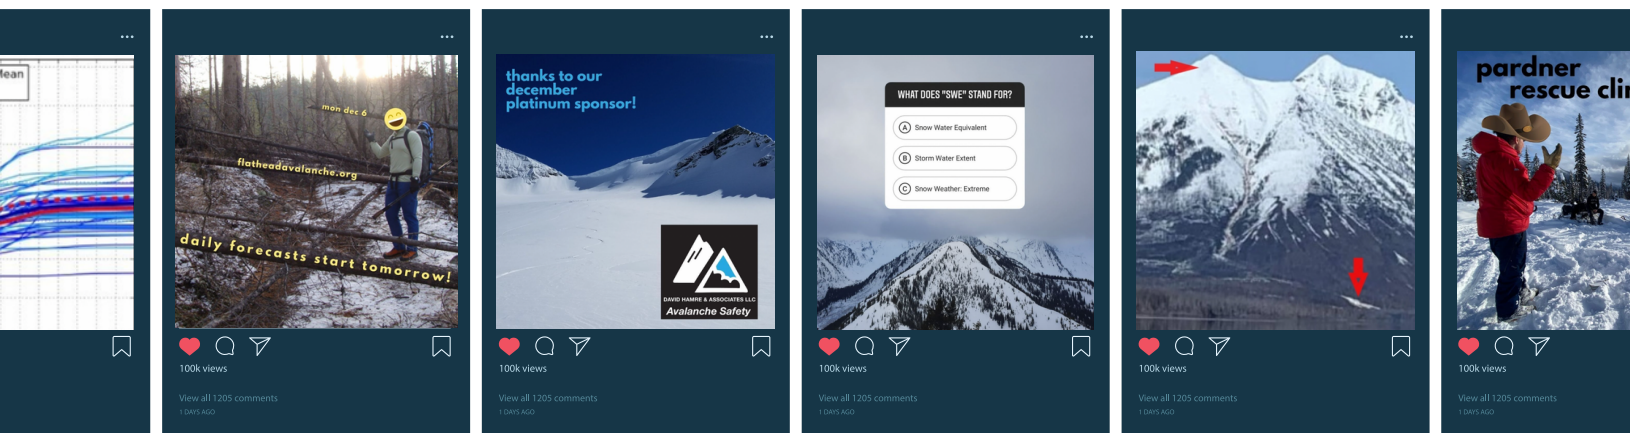 Mean
mon dec 6
flatheadavalanche.org
daily forecasts start tomorrow!
100k views
View all 1205 comments
1 DAYS AGO
thanks to our
december
platinum sponsor!
DAVID HAMRE & ASSOCIATES LLC
Avalanche Safety
100k views
View all 1205 comments
1 DAYS AGO
WHAT DOES "SWE" STAND FOR?
A Snow Water Equivalent
B Storm Water Extent
C Snow Weather: Extreme
100k views
View all 1205 comments
1 DAYS AGO
100k views
View all 1205 comments
1 DAYS AGO
pardner
rescue clin
100k views
View all 1205 comments
1 DAYS AGO